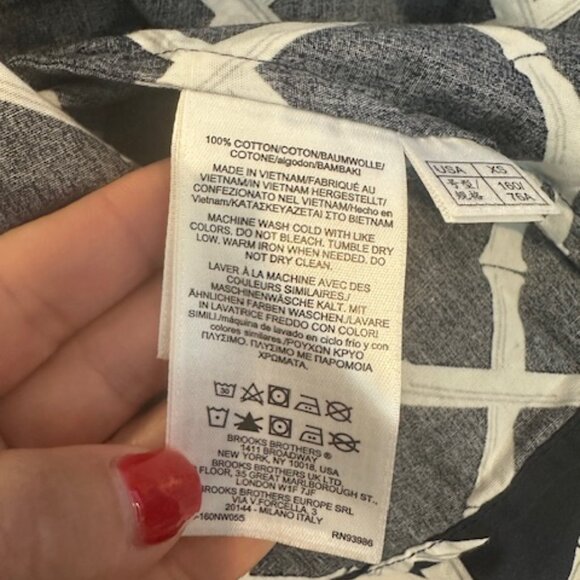 100% COTTON/COTON/BAUMWOLLE/
COTONE/algodon/BAMBAKI
MADE IN VIETNAM/FABRIQUÉ AU
VIETNAM/IN VIETNAM HERGESTELLT/
CONFEZIONATO NEL VIETNAM/Hecho en
Vietnam/ΚΑΤΑΣΚΕΥΑΖΕΤΑΙ ΣΤΟ ΒΙΕΤΝΑΜ
MACHINE WASH COLD WITH LIKE
COLORS. DO NOT BLEACH. TUMBLE DRY
LOW. WARM IRON WHEN NEEDED. DO
NOT DRY CLEAN.
LAVER À LA MACHINE AVEC DES
COULEURS SIMILAIRES./
MASCHINENWÄSCHE KALT. MIT
ÄHNLICHEN FARBEN WASCHEN./LAVARE
IN LAVATRICE FREDDO CON COLORI
SIMILI./máquina de lavado en ciclo frío y con
colores similares./ΡΟΥΧΩΝ ΚΡΥΟ
ΠΛΥΣΙΜΟ. ΠΛΥΣΙΜΟ ΜΕ ΠΑΡΟΜΟΙΑ
ΧΡΩΜΑΤΑ.
30
BROOKS BROTHERS ®
1411 BROADWAY
NEW YORK, NY 10018, USA
BROOKS BROTHERS UK LTD.
FLOOR, 35 GREAT MARLBOROUGH ST.,
LONDON W1F 7JF
BROOKS BROTHERS EUROPE SRL
VIA V.FORCELLA, 3
20144 - MILANO ITALY
-160NW055
RN93986
USA XS
号型/ 160/
规格 76A